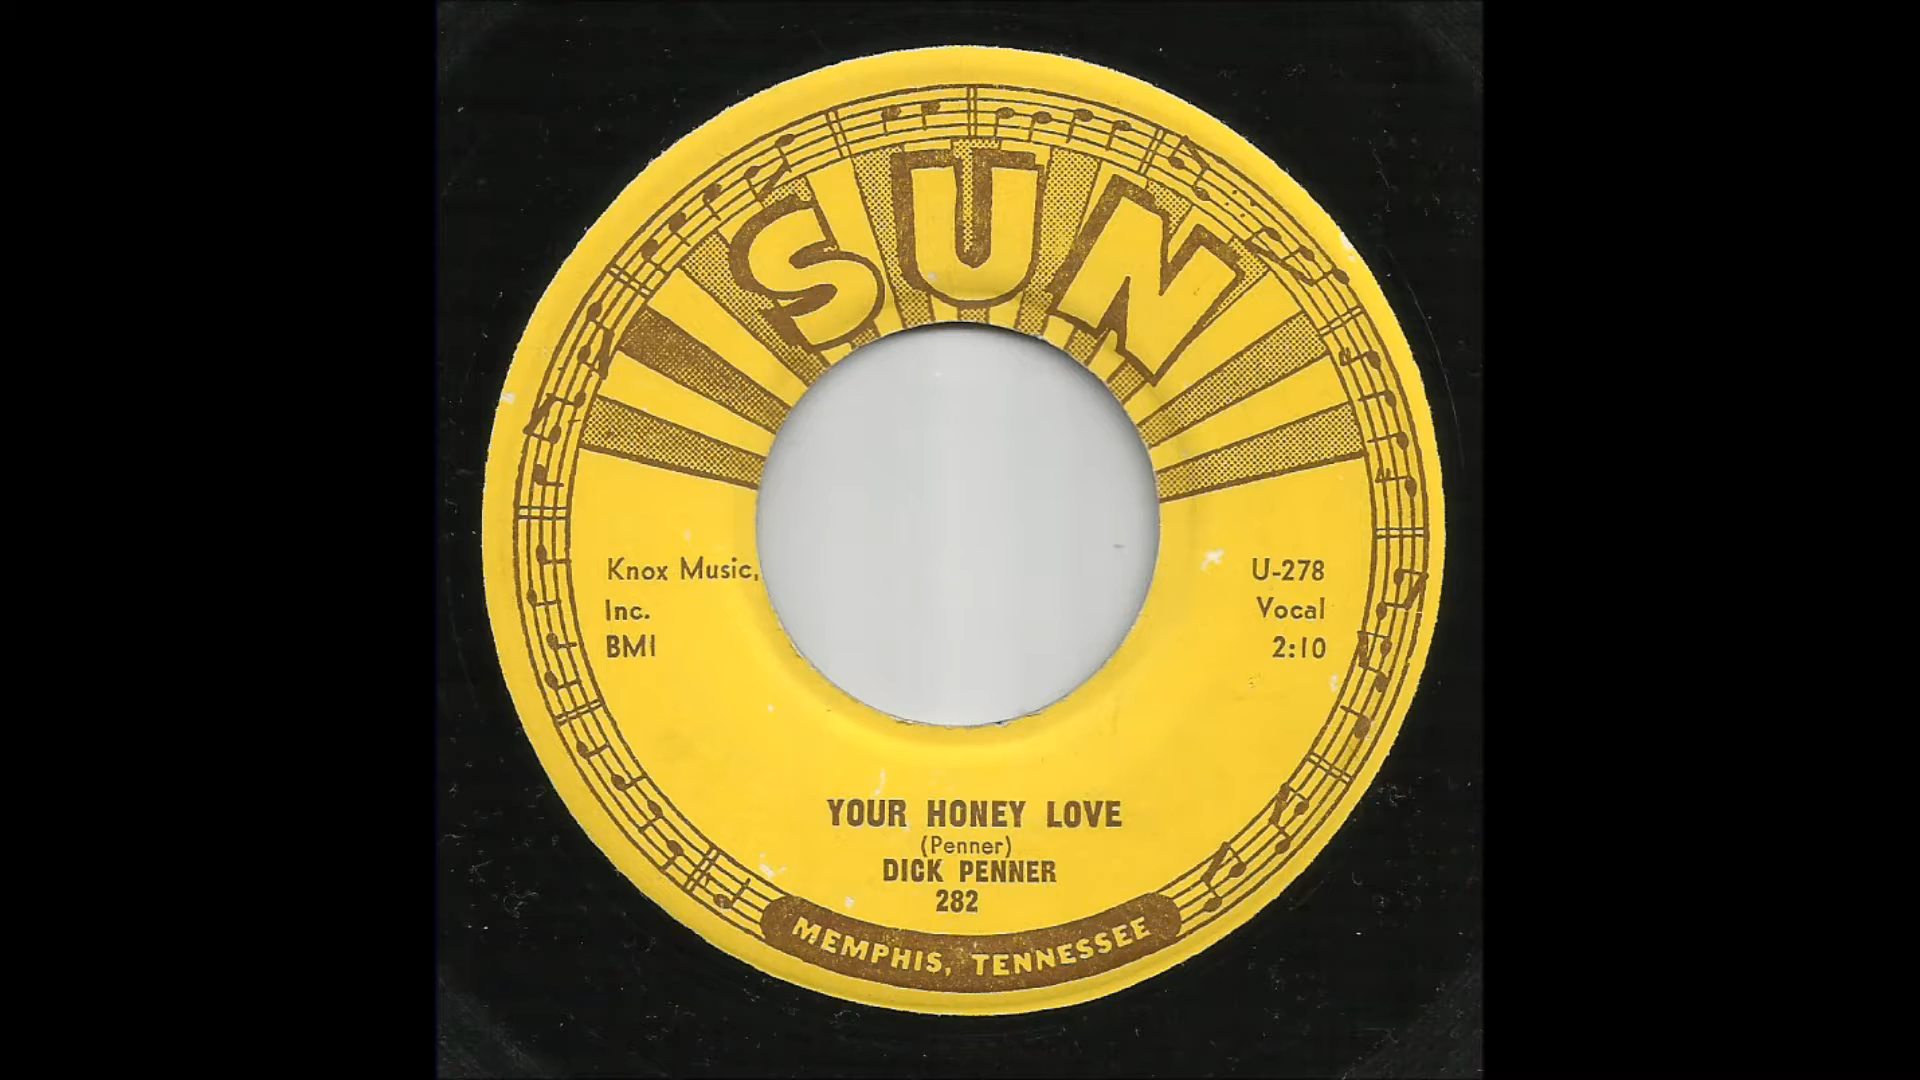 SUN
Knox Music,
Inc.
BMI
U-278
Vocal
2:10
YOUR HONEY LOVE
(Penner)
DICK PENNER
282
MEMPHIS, TENNESSEE